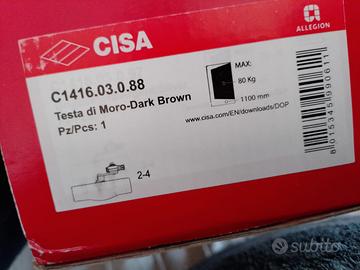 CISA
ALLEGION
C1416.03.0.88
Testa di Moro-Dark Brown
Pz/Pcs: 1
MAX:
80 Kg
1100 mm
www.cisa.com/EN/downloads/DOP
2-4
8015345990611
subito